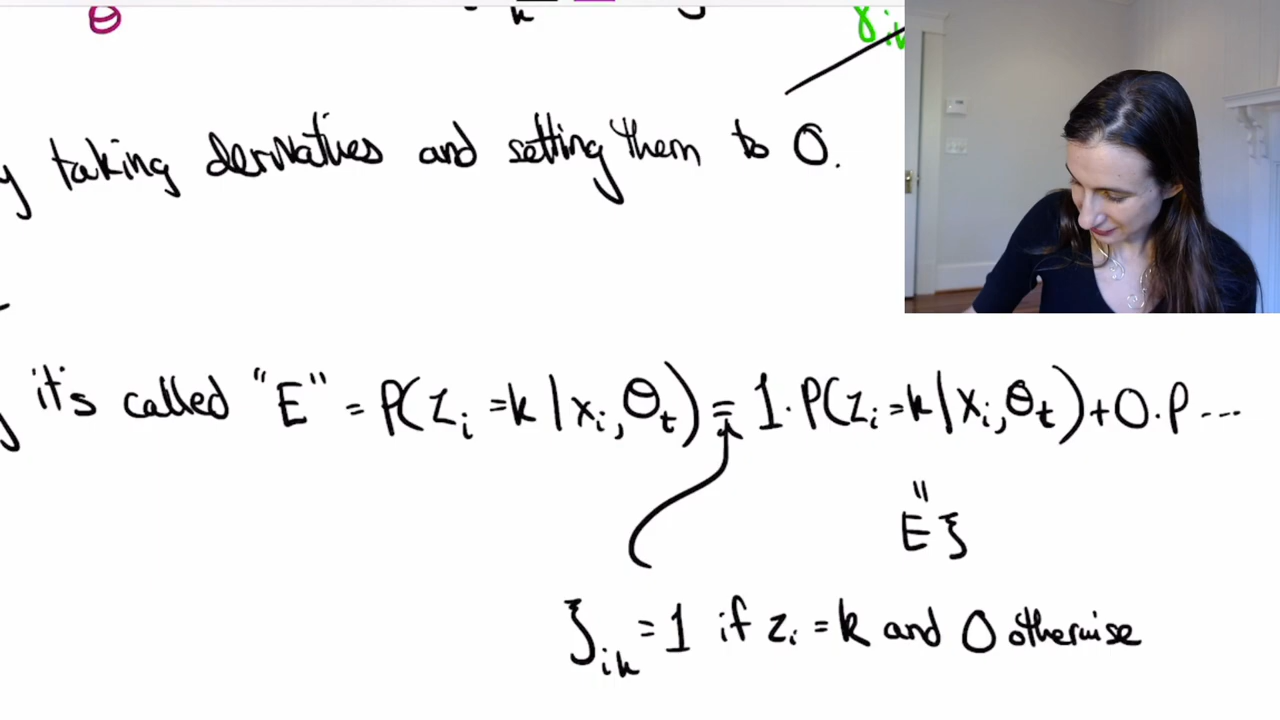 θ k γ
y taking derivatives and setting them to 0.
it's called "E" = P(z_i = k | x_i, θ_t) = 1·P(z_i = k | x_i, θ_t) + 0·P ...
"
E ξ
ξ_ik = 1 if z_i = k and 0 otherwise